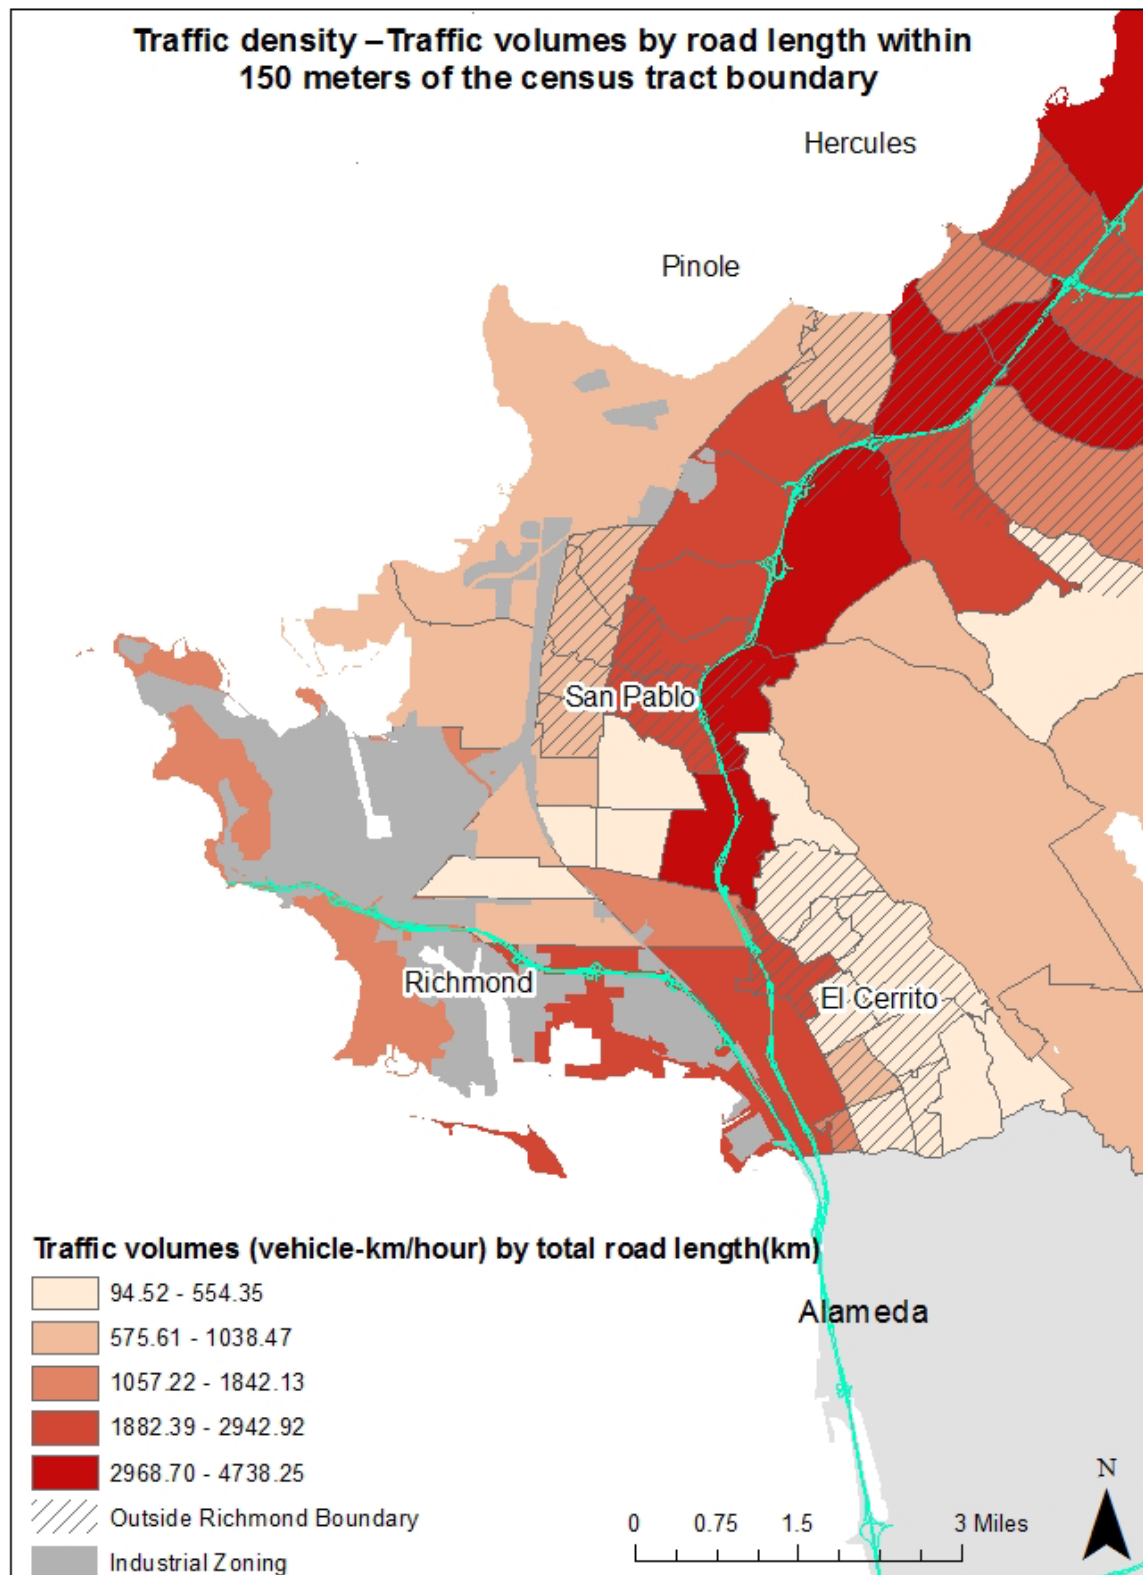 Traffic density –Traffic volumes by road length within
150 meters of the census tract boundary
Hercules
Pinole
San Pablo
Richmond
El Cerrito
Traffic volumes (vehicle-km/hour) by total road length(km)
94.52 - 554.35
575.61 - 1038.47
1057.22 - 1842.13
1882.39 - 2942.92
2968.70 - 4738.25
Outside Richmond Boundary
Industrial Zoning
Alameda
0 0.75 1.5 3 Miles
N